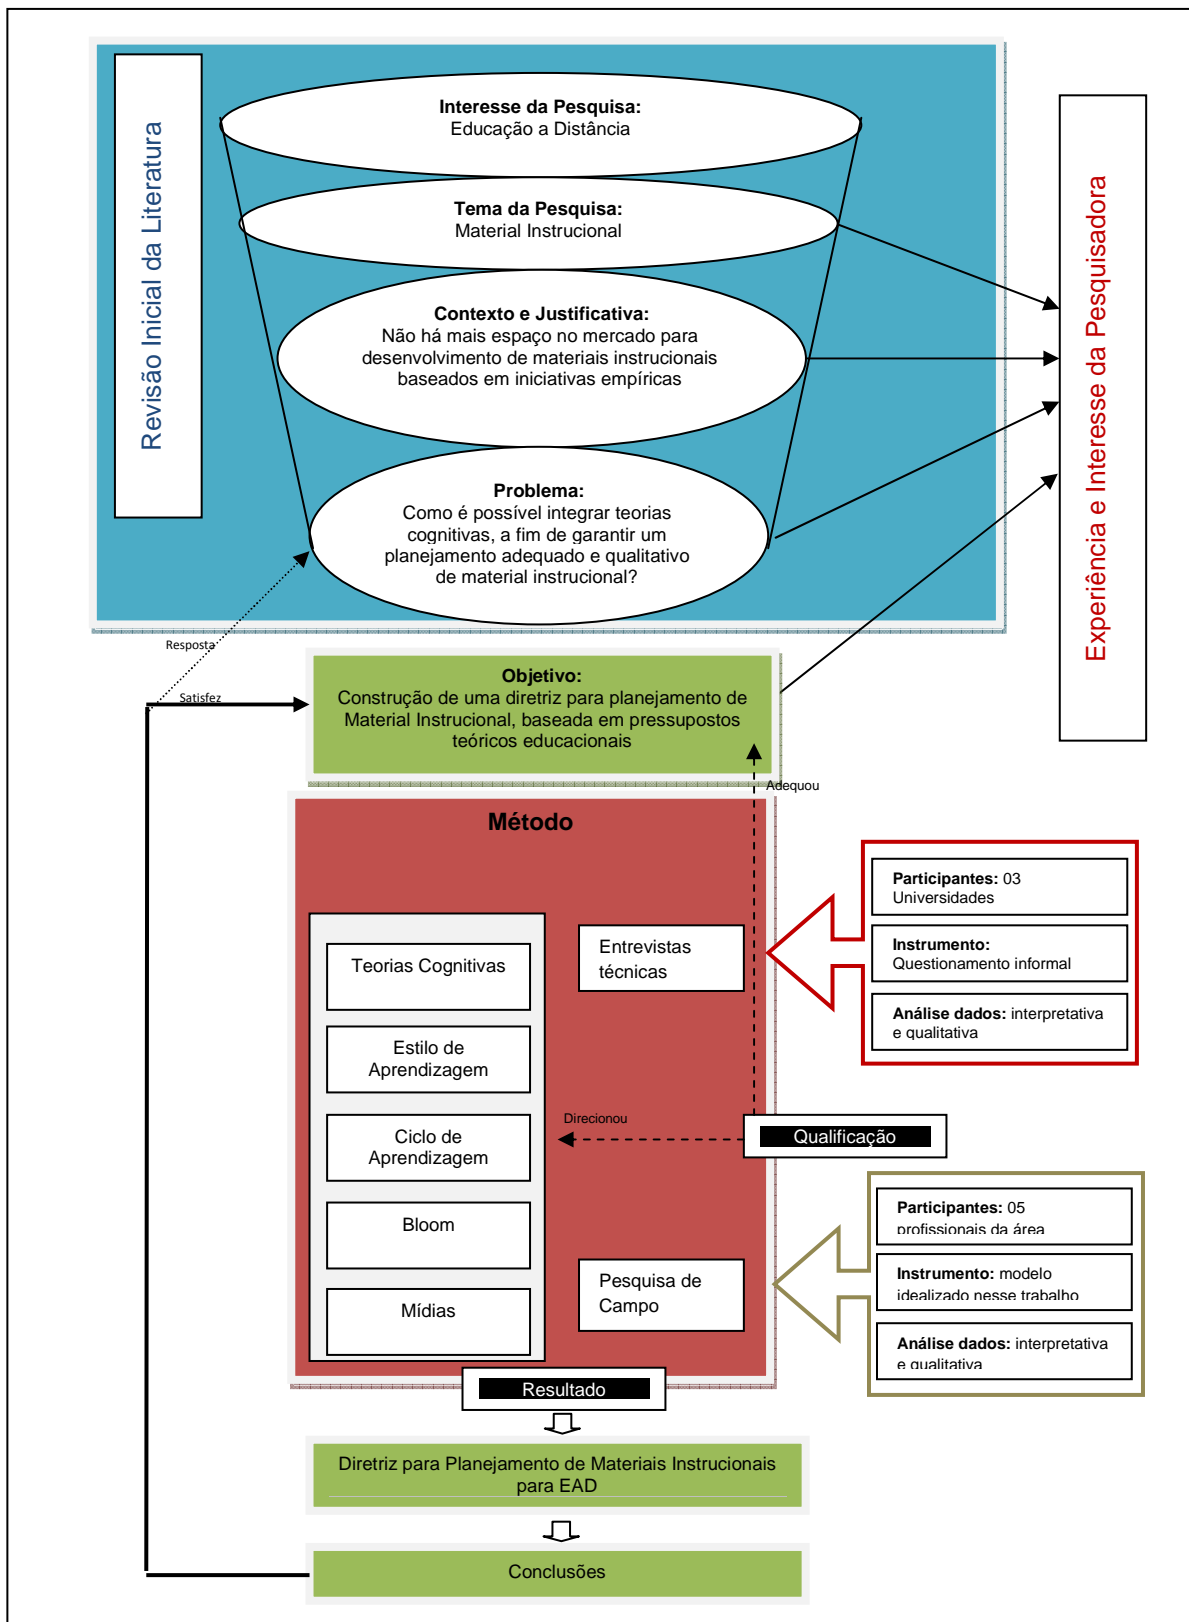 Revisão Inicial da Literatura
Interesse da Pesquisa:
Educação a Distância
Tema da Pesquisa:
Material Instrucional
Contexto e Justificativa:
Não há mais espaço no mercado para
desenvolvimento de materiais instrucionais
baseados em iniciativas empíricas
Problema:
Como é possível integrar teorias
cognitivas, a fim de garantir um
planejamento adequado e qualitativo
de material instrucional?
Experiência e Interesse da Pesquisadora
Resposta
Satisfez
Objetivo:
Construção de uma diretriz para planejamento de
Material Instrucional, baseada em pressupostos
teóricos educacionais
Adequou
Método
Teorias Cognitivas
Estilo de
Aprendizagem
Ciclo de
Aprendizagem
Bloom
Mídias
Entrevistas
técnicas
Participantes: 03
Universidades
Instrumento:
Questionamento informal
Análise dados: interpretativa
e qualitativa
Direcionou
Qualificação
Pesquisa de
Campo
Participantes: 05
profissionais da área
Instrumento: modelo
idealizado nesse trabalho
Análise dados: interpretativa
e qualitativa
Resultado
Diretriz para Planejamento de Materiais Instrucionais
para EAD
Conclusões